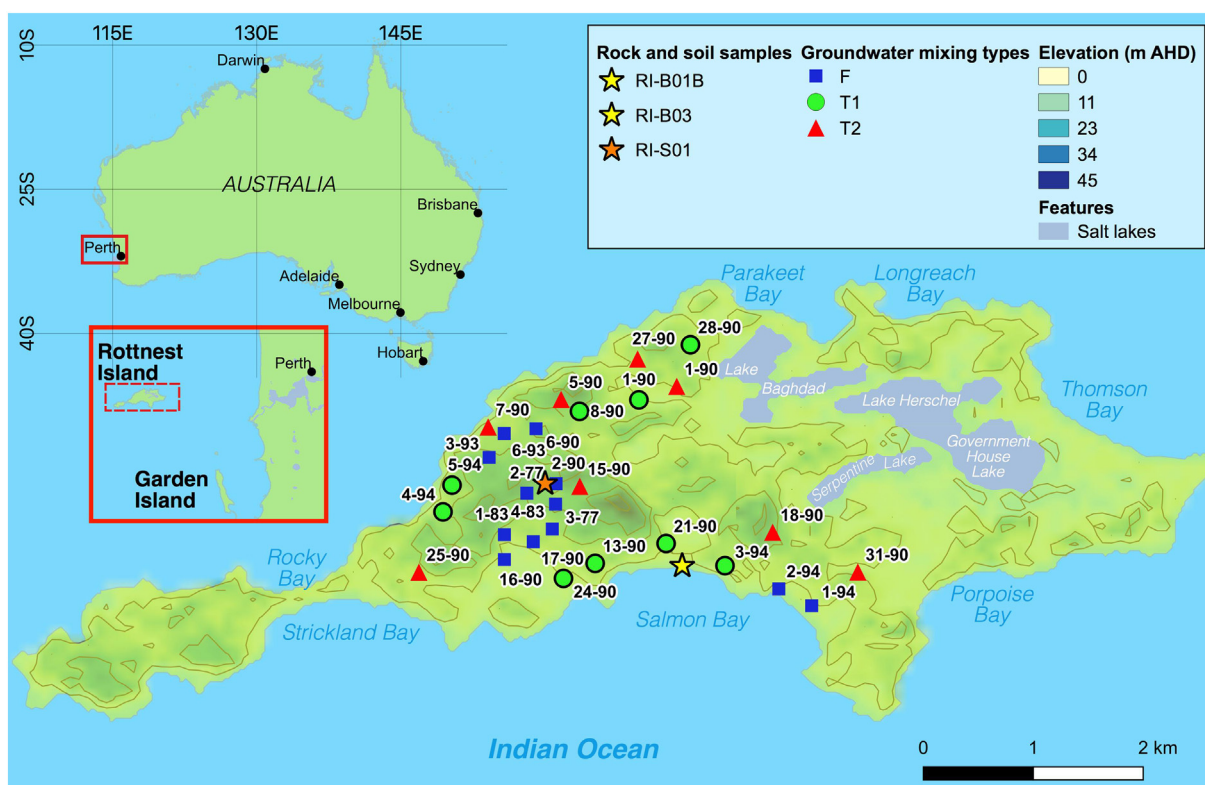 115E
130E
145E
10S
25S
40S
Darwin
AUSTRALIA
Brisbane
Perth
Adelaide
Sydney
Melbourne
Hobart
Rottnest
Island
Perth
Garden
Island
Rock and soil samples
RI-B01B
RI-B03
RI-S01
Groundwater mixing types
F
T1
T2
Elevation (m AHD)
0
11
23
34
45
Features
Salt lakes
Parakeet
Bay
Longreach
Bay
Thomson
Bay
Lake
Baghdad
Lake Herschel
Government
House
Lake
Serpentine
Lake
28-90
27-90
1-90
1-90
5-90
8-90
7-90
3-93
6-90
6-93
5-94
2-90
2-77
15-90
4-94
1-83
4-83
3-77
21-90
18-90
25-90
17-90
13-90
3-94
31-90
16-90
24-90
2-94
1-94
Rocky
Bay
Strickland Bay
Salmon Bay
Porpoise
Bay
Indian Ocean
0
1
2 km